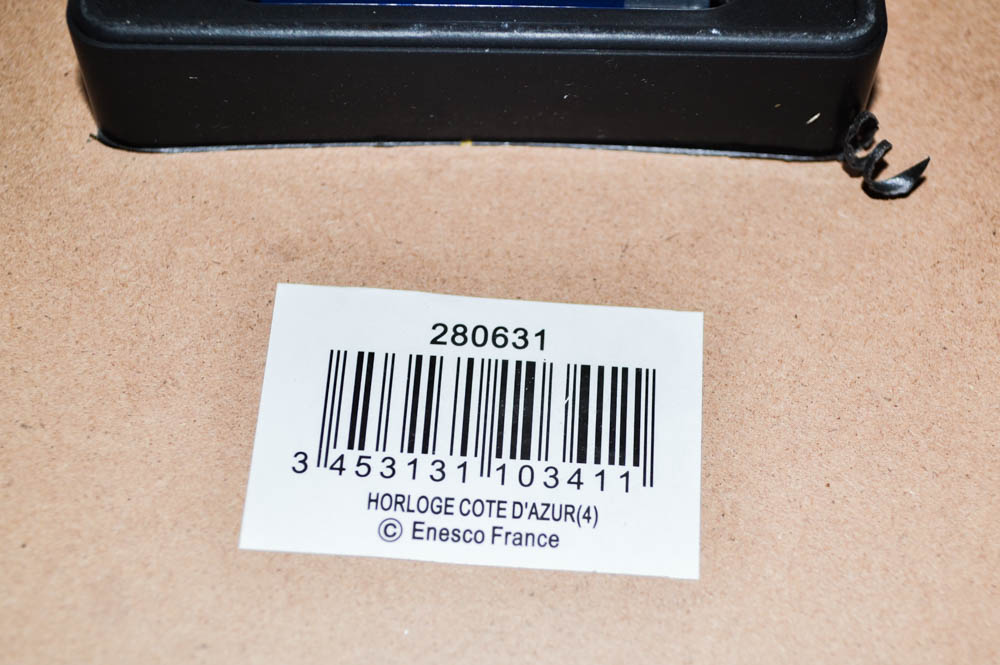 280631
3 453131 103411
HORLOGE COTE D'AZUR(4)
© Enesco France